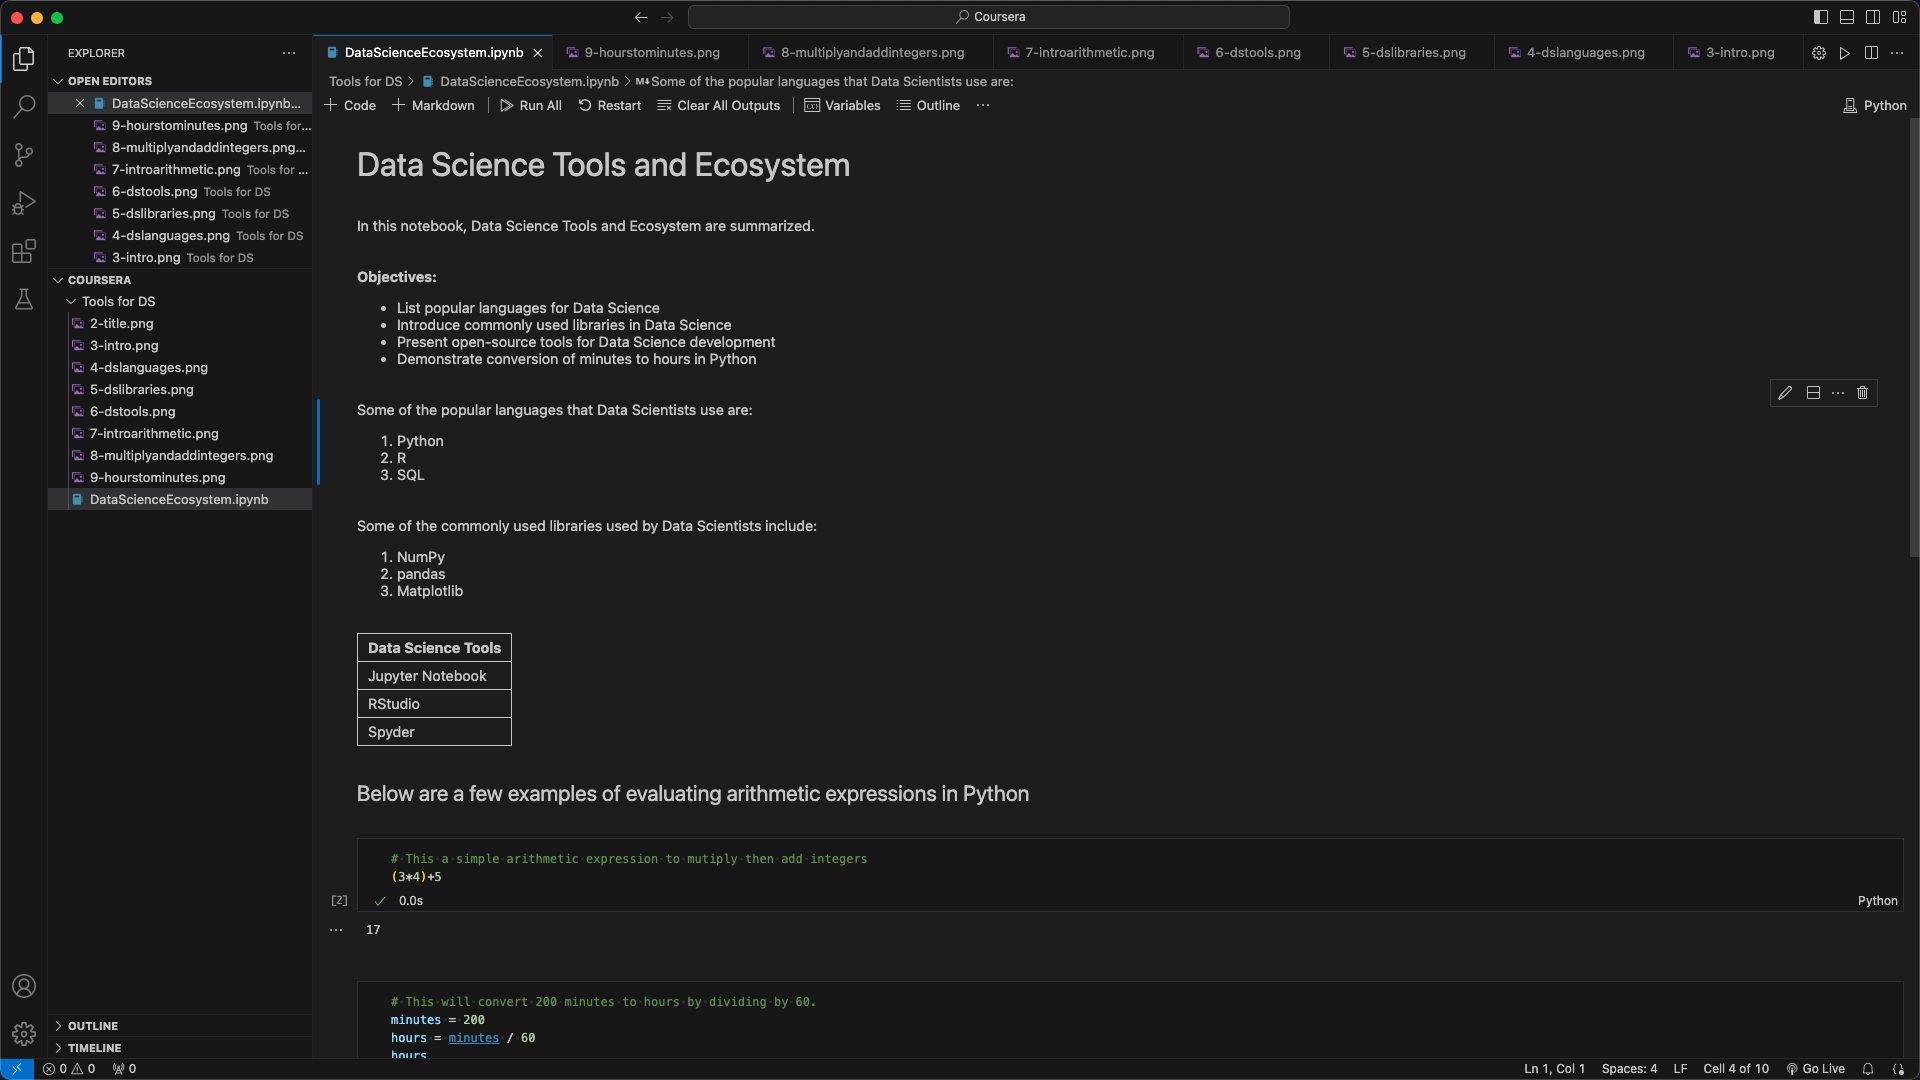 Coursera
EXPLORER
OPEN EDITORS
DataScienceEcosystem.ipynb...
9-hourstominutes.png Tools for...
8-multiplyandaddintegers.png...
7-introarithmetic.png Tools for ...
6-dstools.png Tools for DS
5-dslibraries.png Tools for DS
4-dslanguages.png Tools for DS
3-intro.png Tools for DS
COURSERA
Tools for DS
2-title.png
3-intro.png
4-dslanguages.png
5-dslibraries.png
6-dstools.png
7-introarithmetic.png
8-multiplyandaddintegers.png
9-hourstominutes.png
DataScienceEcosystem.ipynb
OUTLINE
TIMELINE
DataScienceEcosystem.ipynb 9-hourstominutes.png 8-multiplyandaddintegers.png 7-introarithmetic.png 6-dstools.png 5-dslibraries.png 4-dslanguages.png 3-intro.png
Tools for DS > DataScienceEcosystem.ipynb > M↓Some of the popular languages that Data Scientists use are:
+ Code + Markdown Run All Restart Clear All Outputs Variables Outline ... Python
Data Science Tools and Ecosystem
In this notebook, Data Science Tools and Ecosystem are summarized.
Objectives:
• List popular languages for Data Science
• Introduce commonly used libraries in Data Science
• Present open-source tools for Data Science development
• Demonstrate conversion of minutes to hours in Python
Some of the popular languages that Data Scientists use are:
1. Python
2. R
3. SQL
Some of the commonly used libraries used by Data Scientists include:
1. NumPy
2. pandas
3. Matplotlib
Data Science Tools
Jupyter Notebook
RStudio
Spyder
Below are a few examples of evaluating arithmetic expressions in Python
# This a simple arithmetic expression to mutiply then add integers
(3*4)+5
[2] ✓ 0.0s Python
... 17
# This will convert 200 minutes to hours by dividing by 60.
minutes = 200
hours = minutes / 60
hours
0 0 0 Ln 1, Col 1 Spaces: 4 LF Cell 4 of 10 Go Live